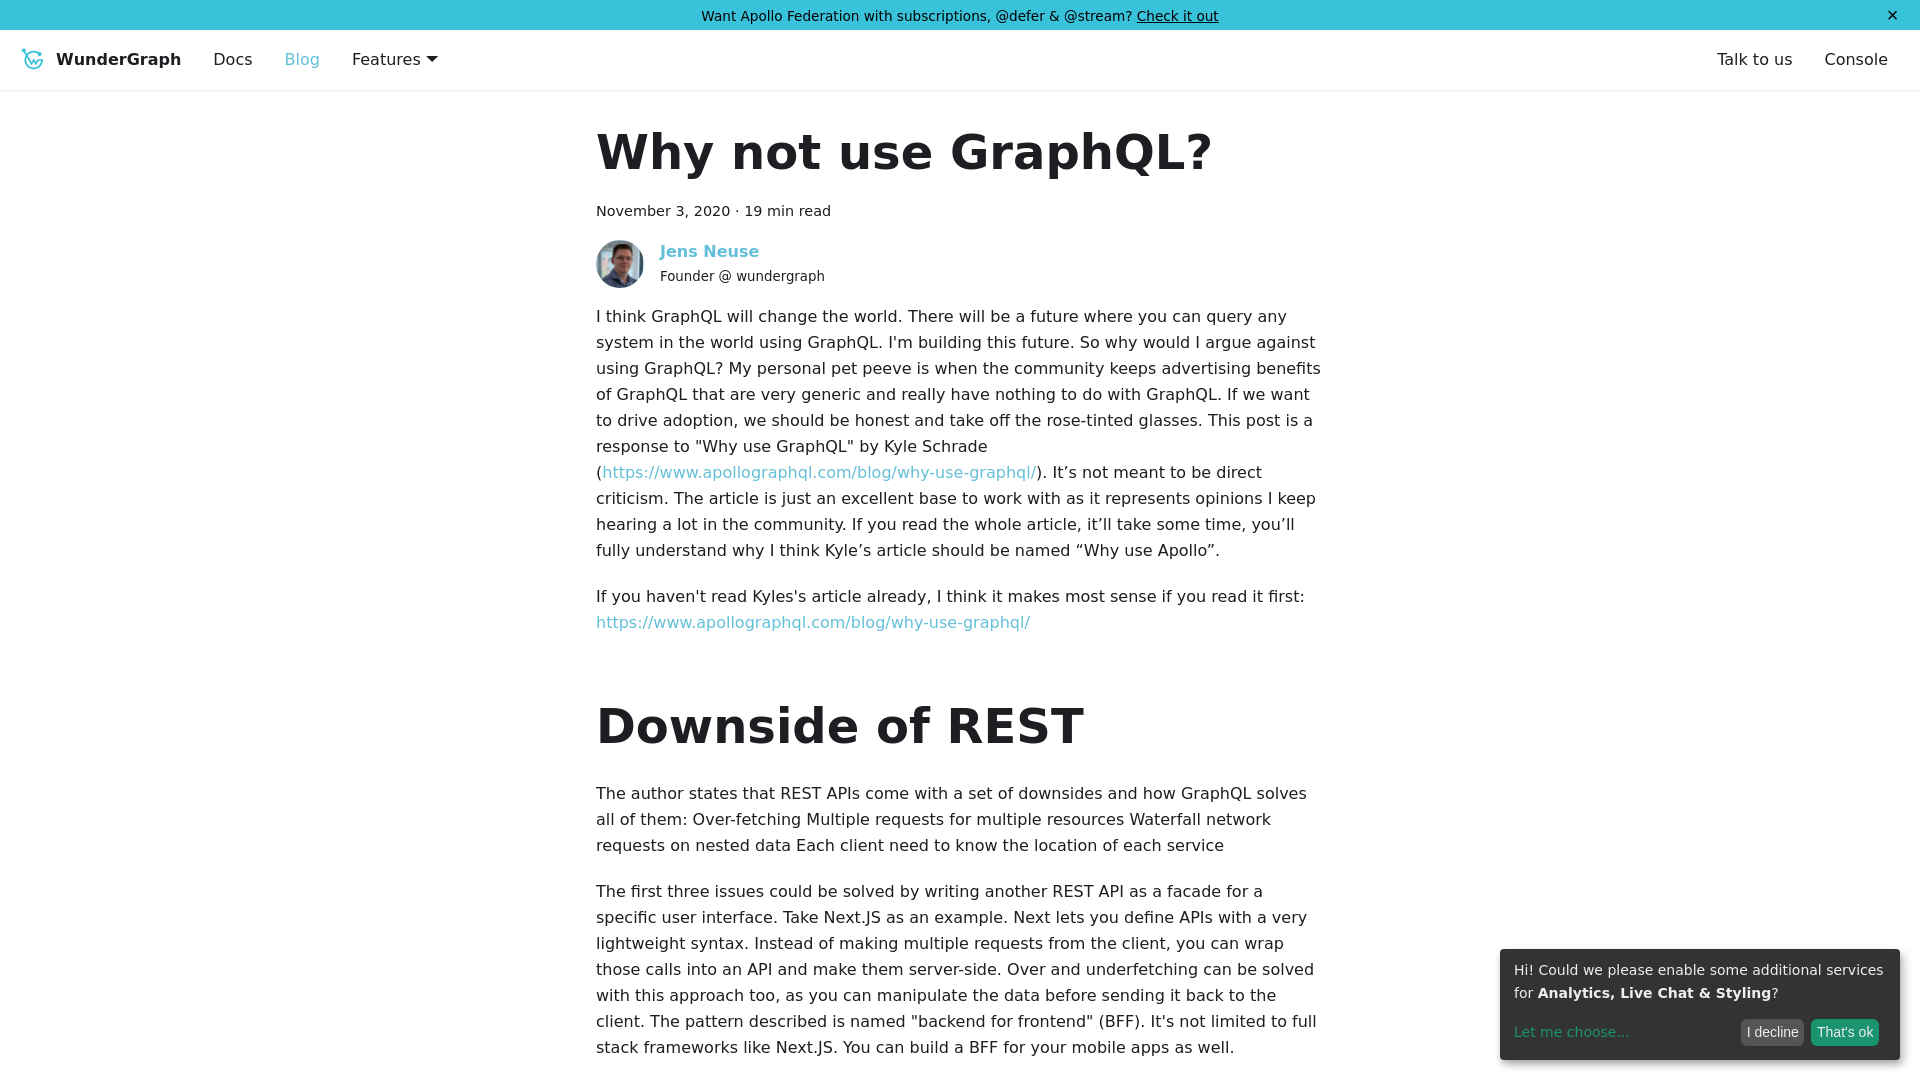 Want Apollo Federation with subscriptions, @defer & @stream? Check it out
×
WunderGraph Docs Blog Features Talk to us Console
Why not use GraphQL?
November 3, 2020 · 19 min read
Jens Neuse
Founder @ wundergraph
I think GraphQL will change the world. There will be a future where you can query any
system in the world using GraphQL. I'm building this future. So why would I argue against
using GraphQL? My personal pet peeve is when the community keeps advertising benefits
of GraphQL that are very generic and really have nothing to do with GraphQL. If we want
to drive adoption, we should be honest and take off the rose-tinted glasses. This post is a
response to "Why use GraphQL" by Kyle Schrade
(https://www.apollographql.com/blog/why-use-graphql/). It’s not meant to be direct
criticism. The article is just an excellent base to work with as it represents opinions I keep
hearing a lot in the community. If you read the whole article, it’ll take some time, you’ll
fully understand why I think Kyle’s article should be named “Why use Apollo”.
If you haven't read Kyles's article already, I think it makes most sense if you read it first:
https://www.apollographql.com/blog/why-use-graphql/
Downside of REST
The author states that REST APIs come with a set of downsides and how GraphQL solves
all of them: Over-fetching Multiple requests for multiple resources Waterfall network
requests on nested data Each client need to know the location of each service
The first three issues could be solved by writing another REST API as a facade for a
specific user interface. Take Next.JS as an example. Next lets you define APIs with a very
lightweight syntax. Instead of making multiple requests from the client, you can wrap
those calls into an API and make them server-side. Over and underfetching can be solved
with this approach too, as you can manipulate the data before sending it back to the
client. The pattern described is named "backend for frontend" (BFF). It's not limited to full
stack frameworks like Next.JS. You can build a BFF for your mobile apps as well.
Hi! Could we please enable some additional services
for Analytics, Live Chat & Styling?
Let me choose... I decline That's ok